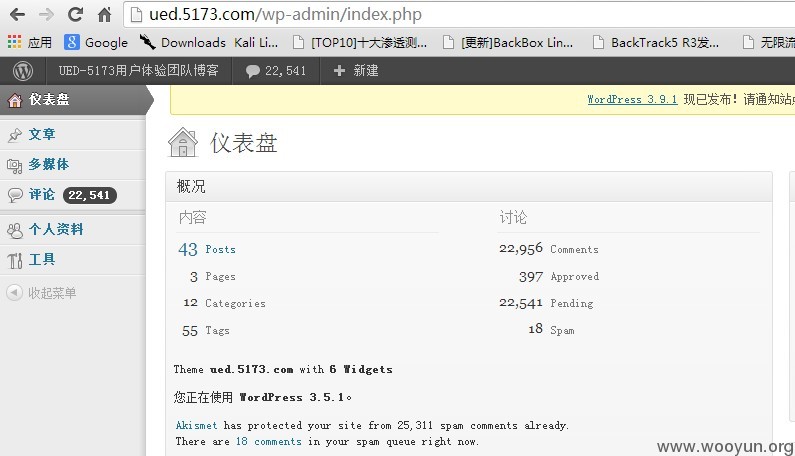 ued.5173.com/wp-admin/index.php
应用 Google Downloads Kali Li... [TOP10]十大渗透测... [更新]BackBox Lin... BackTrack5 R3发... 无限流
UED-5173用户体验团队博客 22,541 新建
仪表盘
WordPress 3.9.1 现已发布！请通知站点
文章
多媒体
评论 22,541
个人资料
工具
收起菜单
仪表盘
概况
内容
43 Posts
3 Pages
12 Categories
55 Tags
讨论
22,956 Comments
397 Approved
22,541 Pending
18 Spam
Theme ued.5173.com with 6 Widgets
您正在使用 WordPress 3.5.1。
Akismet has protected your site from 25,311 spam comments already.
There are 18 comments in your spam queue right now.
www.wooyun.org